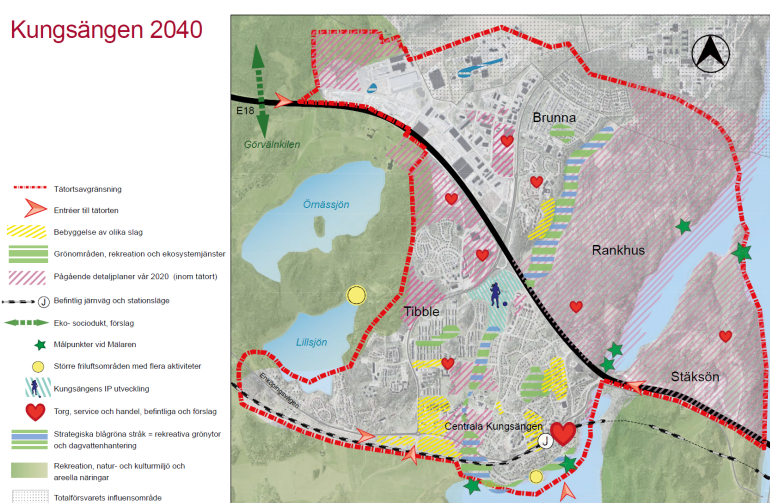 Kungsängen 2040
E18
Görvälnkilen
Brunna
Örnässjön
Rankhus
Tibble
Lillsjön
Stäksön
Enköpingsvägen
Centrala Kungsängen
J
Tätortsavgränsning
Entréer till tätorten
Bebyggelse av olika slag
Grönområden, rekreation och ekosystemjänster
Pågående detaljplaner vår 2020 (inom tätort)
J
Befintlig järnväg och stationsläge
Eko- sociodukt, förslag
Målpunkter vid Mälaren
Större friluftsområden med flera aktiviteter
Kungsängens IP utveckling
Torg, service och handel, befintliga och förslag
Strategiska blågröna stråk = rekreativa grönytor
och dagvattenhantering
Rekreation, natur- och kulturmiljö och
areella näringar
Totalförsvarets influensområde